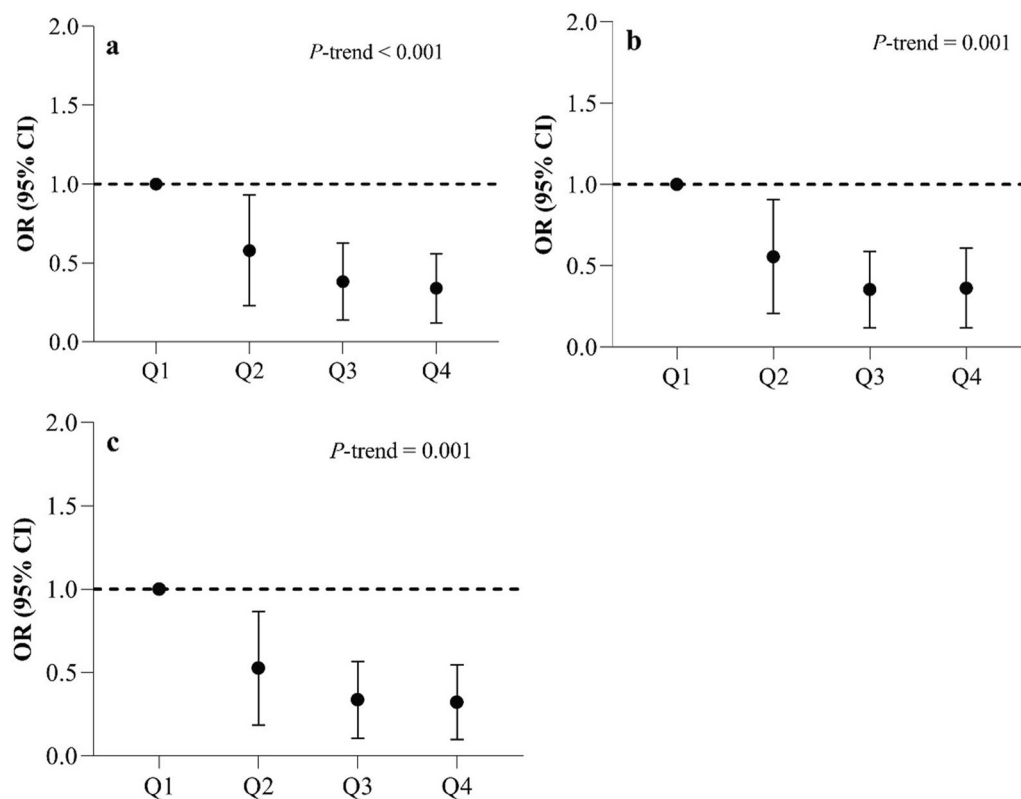 a
P-trend < 0.001
OR (95% CI)
2.0
1.5
1.0
0.5
0.0
Q1 Q2 Q3 Q4
b
P-trend = 0.001
OR (95% CI)
2.0
1.5
1.0
0.5
0.0
Q1 Q2 Q3 Q4
c
P-trend = 0.001
OR (95% CI)
2.0
1.5
1.0
0.5
0.0
Q1 Q2 Q3 Q4